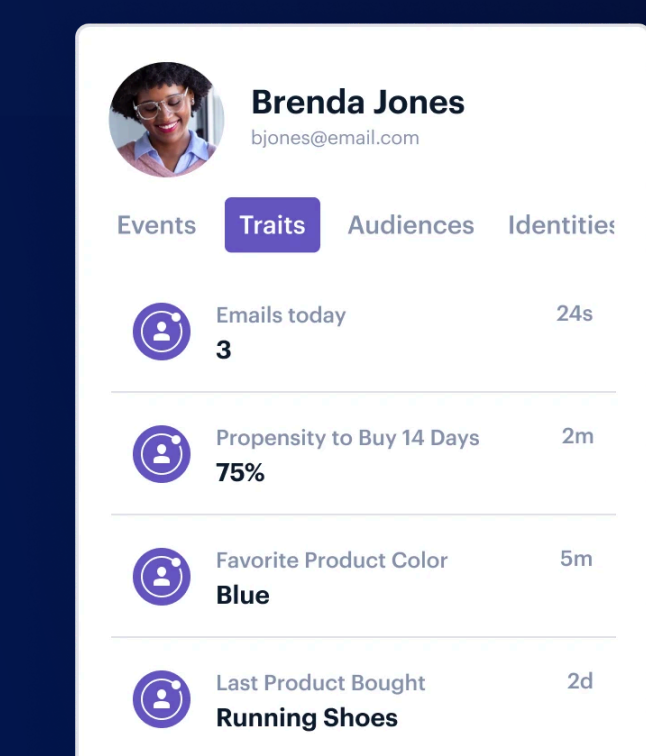 Brenda Jones
bjones@email.com
Events Traits Audiences Identities
Emails today 24s
3
Propensity to Buy 14 Days 2m
75%
Favorite Product Color 5m
Blue
Last Product Bought 2d
Running Shoes